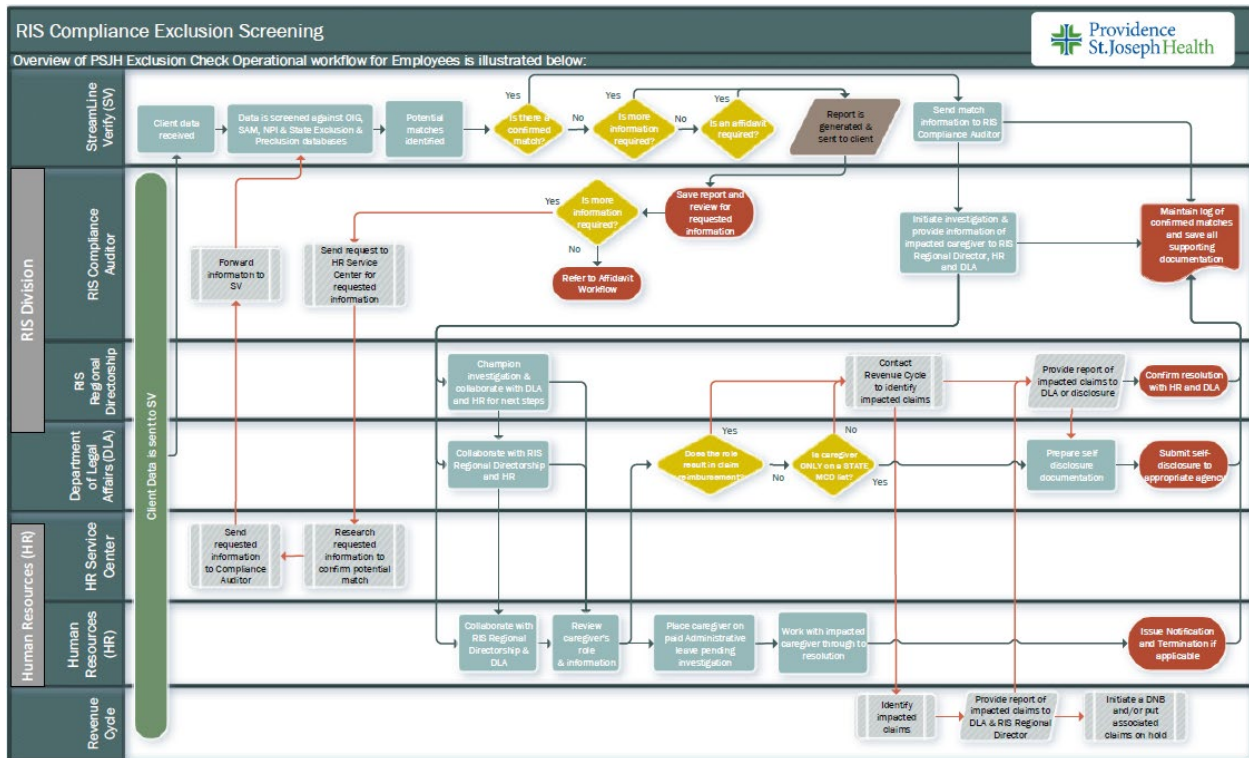 RIS Compliance Exclusion Screening
Providence
St.Joseph Health
Overview of PSJH Exclusion Check Operational workflow for Employees is illustrated below:
StreamLine
Verify (SV)
Client data
received
Data is screened against OIG,
SAM, NPI & State Exclusion &
Preclusion databases
Potential
matches
identified
Yes
Is there a
confirmed
match?
No
Yes
Is more
information
required?
No
Yes
Is an affidavit
required?
Report is
generated &
sent to client
Send match
information to RIS
Compliance Auditor
RIS Division
RIS Compliance
Auditor
Client Data is sent to SV
Forward
informaton to
SV
Send request to
HR Service
Center for
requested
information
Yes
Is more
information
required?
No
Refer to Affidavit
Workflow
Save report and
review for
requested
information
Initiate investigation &
provide information of
impacted caregiver to RIS
Regional Director, HR
and DLA
Maintain log of
confirmed matches
and save all
supporting
documentation
RIS
Regional
Directorship
Champion
investigation &
collaborate with DLA
and HR for next steps
Contact
Revenue Cycle
to identify
impacted claims
Provide report of
impacted claims to
DLA or disclosure
Confirm resolution
with HR and DLA
Department
of Legal
Affairs (DLA)
Collaborate with RIS
Regional Directorship
and HR
Yes
Does the role
result in claim
reimbursement?
No
No
Is caregiver
ONLY on a STATE
MCD list?
Yes
Prepare self
disclosure
documentation
Submit self-
disclosure to
appropriate agency
Human Resources (HR)
HR Service
Center
Send
requested
information
to Compliance
Auditor
Research
requested
information to
confirm potential
match
Human
Resources
(HR)
Collaborate with
RIS Regional
Directorship &
DLA
Review
caregiver's
role
& information
Place caregiver on
paid Administrative
leave pending
investigation
Work with impacted
caregiver through to
resolution
Issue Notification
and Termination if
applicable
Revenue
Cycle
Identify
impacted
claims
Provide report of
impacted claims to
DLA & RIS Regional
Director
Initiate a DNB
and/or put
associated
claims on hold